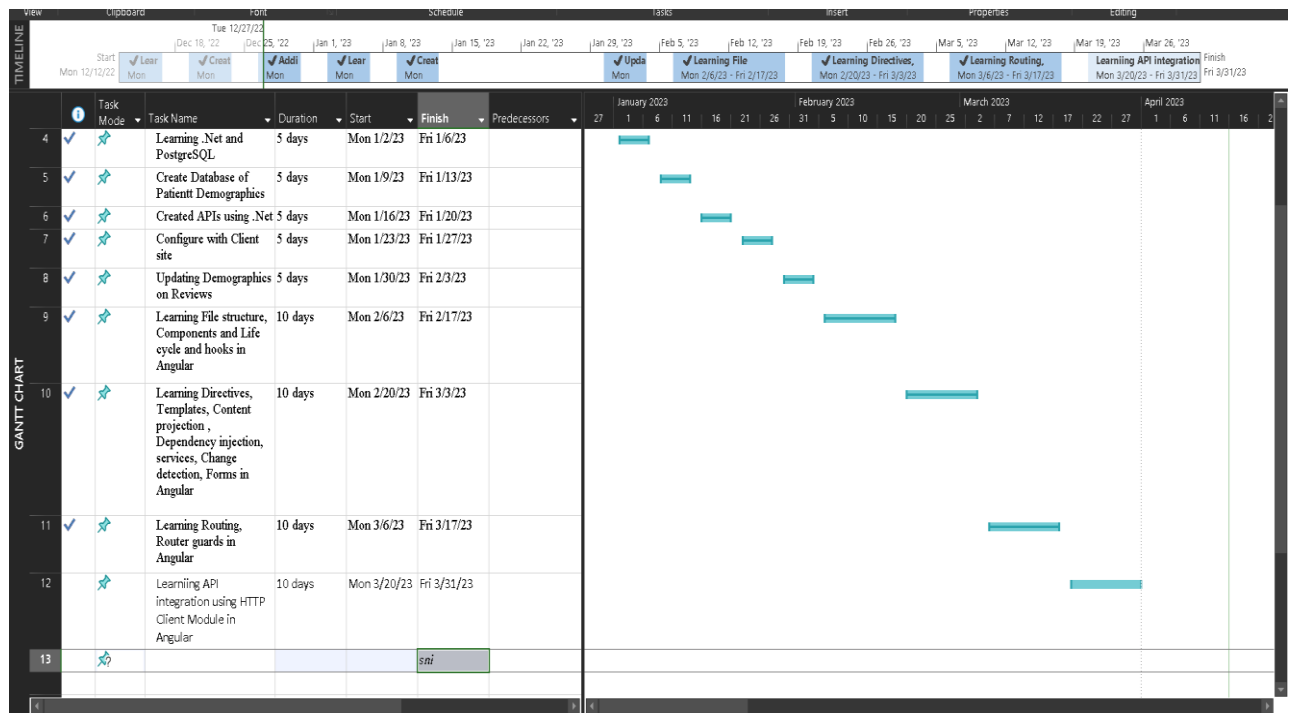 View Clipboard Font Schedule Tasks Insert Properties Editing
TIMELINE
Tue 12/27/22
Dec 18, '22 Dec 25, '22 Jan 1, '23 Jan 8, '23 Jan 15, '23 Jan 22, '23 Jan 29, '23 Feb 5, '23 Feb 12, '23 Feb 19, '23 Feb 26, '23 Mar 5, '23 Mar 12, '23 Mar 19, '23 Mar 26, '23
Start
Mon 12/12/22
Lear
Mon
Creat
Mon
Addi
Mon
Lear
Mon
Creat
Mon
Upda
Mon
Learning File
Mon 2/6/23 - Fri 2/17/23
Learning Directives,
Mon 2/20/23 - Fri 3/3/23
Learning Routing,
Mon 3/6/23 - Fri 3/17/23
Learniing API integration
Mon 3/20/23 - Fri 3/31/23
Finish
Fri 3/31/23
GANTT CHART
Task Mode
Task Name
Duration
Start
Finish
Predecessors
January 2023 February 2023 March 2023 April 2023
27 1 6 11 16 21 26 31 5 10 15 20 25 2 7 12 17 22 27 1 6 11 16 2
4 Learning .Net and 5 days Mon 1/2/23 Fri 1/6/23
PostgreSQL
5 Create Database of 5 days Mon 1/9/23 Fri 1/13/23
Patientt Demographics
6 Created APIs using .Net 5 days Mon 1/16/23 Fri 1/20/23
7 Configure with Client 5 days Mon 1/23/23 Fri 1/27/23
site
8 Updating Demographics 5 days Mon 1/30/23 Fri 2/3/23
on Reviews
9 Learning File structure, 10 days Mon 2/6/23 Fri 2/17/23
Components and Life
cycle and hooks in
Angular
10 Learning Directives, 10 days Mon 2/20/23 Fri 3/3/23
Templates, Content
projection ,
Dependency injection,
services, Change
detection, Forms in
Angular
11 Learning Routing, 10 days Mon 3/6/23 Fri 3/17/23
Router guards in
Angular
12 Learniing API 10 days Mon 3/20/23 Fri 3/31/23
integration using HTTP
Client Module in
Angular
13 ? sni